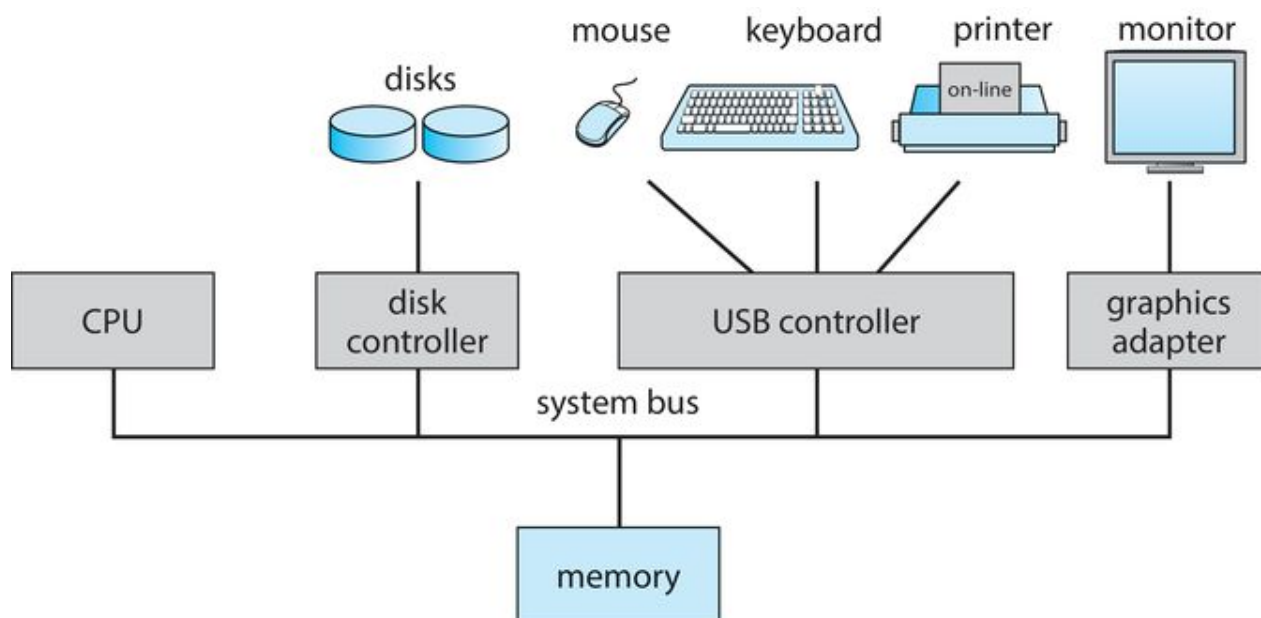 mouse
keyboard
printer
monitor
disks
on-line
CPU
disk
controller
USB controller
graphics
adapter
system bus
memory